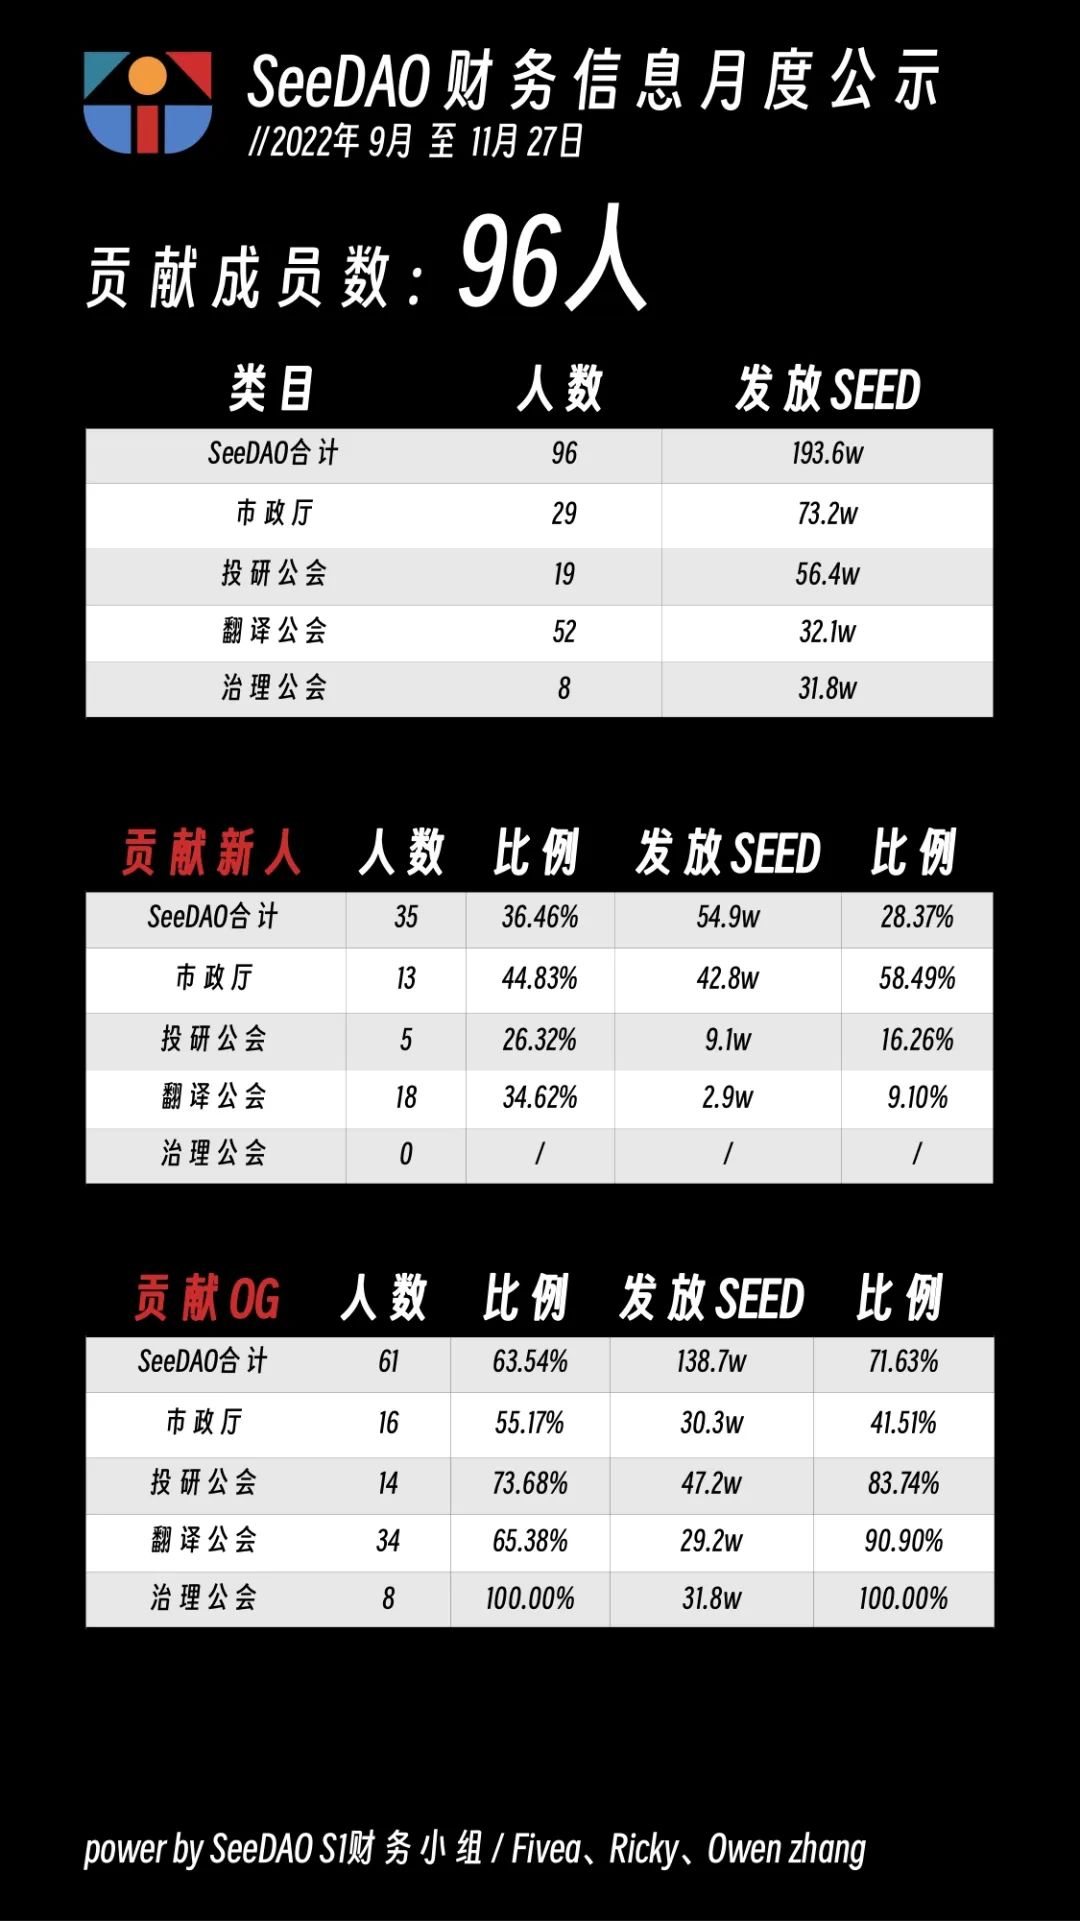 SeeDAO 财务信息月度公示
//2022年 9月 至 11月 27日
贡献成员数: 96人
类目 人数 发放SEED
SeeDAO合计 96 193.6w
市政厅 29 73.2w
投研公会 19 56.4w
翻译公会 52 32.1w
治理公会 8 31.8w
贡献新人 人数 比例 发放SEED 比例
SeeDAO合计 35 36.46% 54.9w 28.37%
市政厅 13 44.83% 42.8w 58.49%
投研公会 5 26.32% 9.1w 16.26%
翻译公会 18 34.62% 2.9w 9.10%
治理公会 0 / / /
贡献OG 人数 比例 发放SEED 比例
SeeDAO合计 61 63.54% 138.7w 71.63%
市政厅 16 55.17% 30.3w 41.51%
投研公会 14 73.68% 47.2w 83.74%
翻译公会 34 65.38% 29.2w 90.90%
治理公会 8 100.00% 31.8w 100.00%
power by SeeDAO S1财务小组 / Fivea、Ricky、Owen zhang